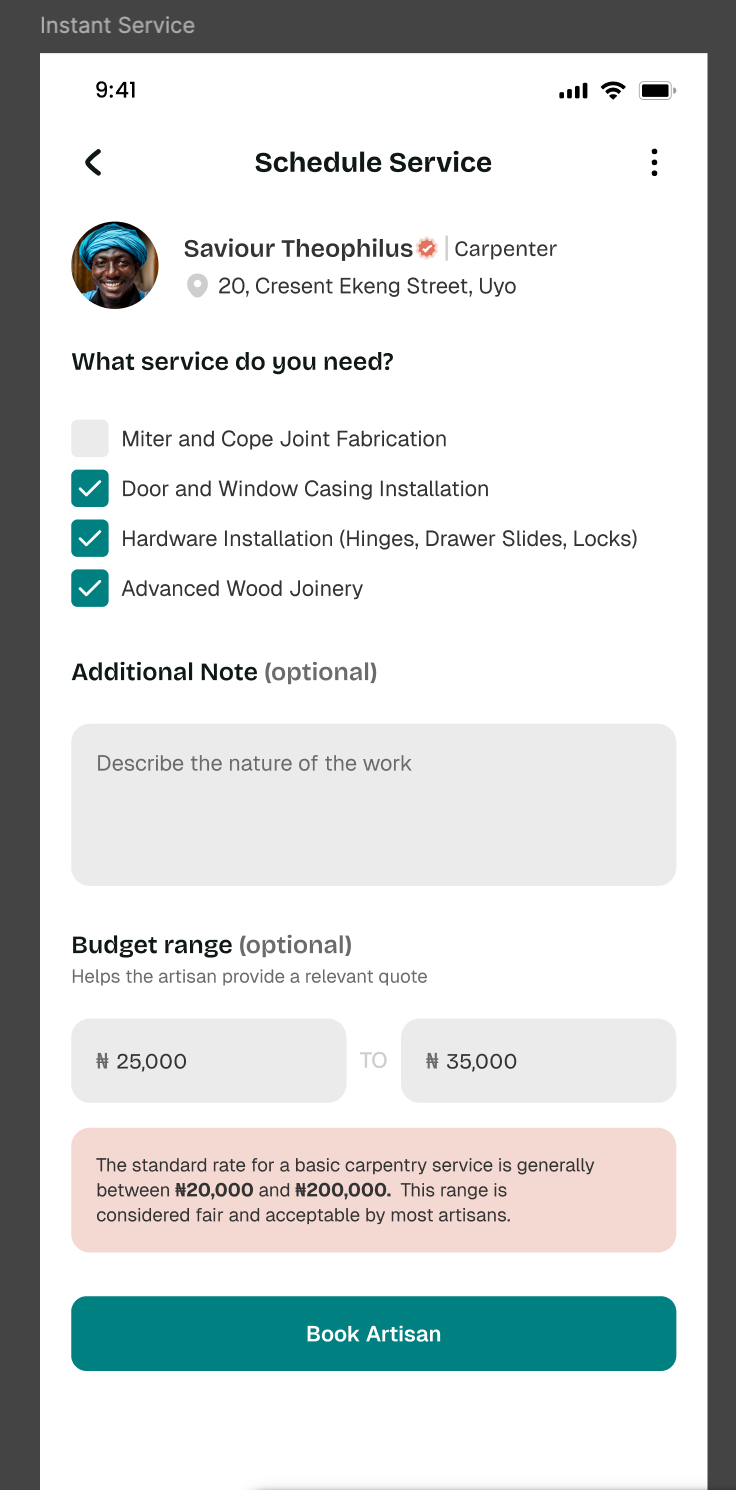 Instant Service
9:41
Schedule Service
Saviour Theophilus | Carpenter
20, Cresent Ekeng Street, Uyo
What service do you need?
Miter and Cope Joint Fabrication
Door and Window Casing Installation
Hardware Installation (Hinges, Drawer Slides, Locks)
Advanced Wood Joinery
Additional Note (optional)
Describe the nature of the work
Budget range (optional)
Helps the artisan provide a relevant quote
₦ 25,000 TO ₦ 35,000
The standard rate for a basic carpentry service is generally
between ₦20,000 and ₦200,000. This range is
considered fair and acceptable by most artisans.
Book Artisan